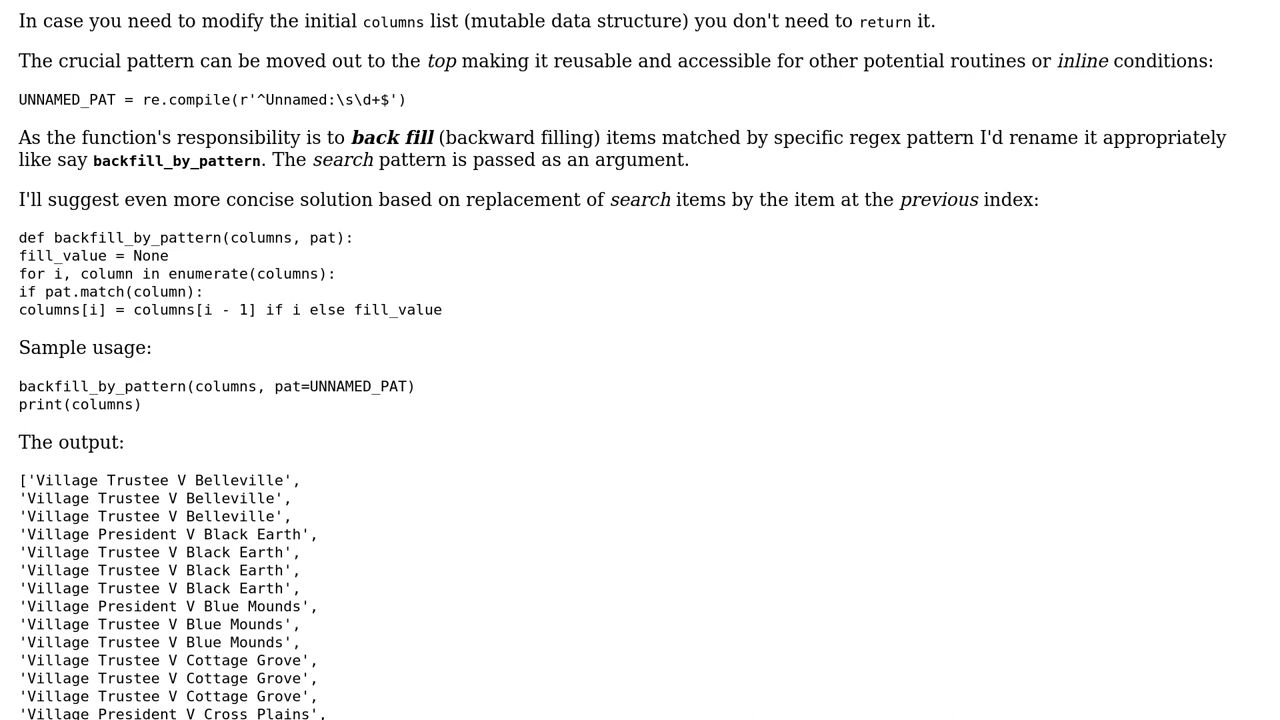 In case you need to modify the initial columns list (mutable data structure) you don't need to return it.
The crucial pattern can be moved out to the top making it reusable and accessible for other potential routines or inline conditions:
UNNAMED_PAT = re.compile(r'^Unnamed:\s\d+$')
As the function's responsibility is to back fill (backward filling) items matched by specific regex pattern I'd rename it appropriately
like say backfill_by_pattern. The search pattern is passed as an argument.
I'll suggest even more concise solution based on replacement of search items by the item at the previous index:
def backfill_by_pattern(columns, pat):
fill_value = None
for i, column in enumerate(columns):
if pat.match(column):
columns[i] = columns[i - 1] if i else fill_value
Sample usage:
backfill_by_pattern(columns, pat=UNNAMED_PAT)
print(columns)
The output:
['Village Trustee V Belleville',
'Village Trustee V Belleville',
'Village Trustee V Belleville',
'Village President V Black Earth',
'Village Trustee V Black Earth',
'Village Trustee V Black Earth',
'Village Trustee V Black Earth',
'Village President V Blue Mounds',
'Village Trustee V Blue Mounds',
'Village Trustee V Blue Mounds',
'Village Trustee V Cottage Grove',
'Village Trustee V Cottage Grove',
'Village Trustee V Cottage Grove',
'Village President V Cross Plains',